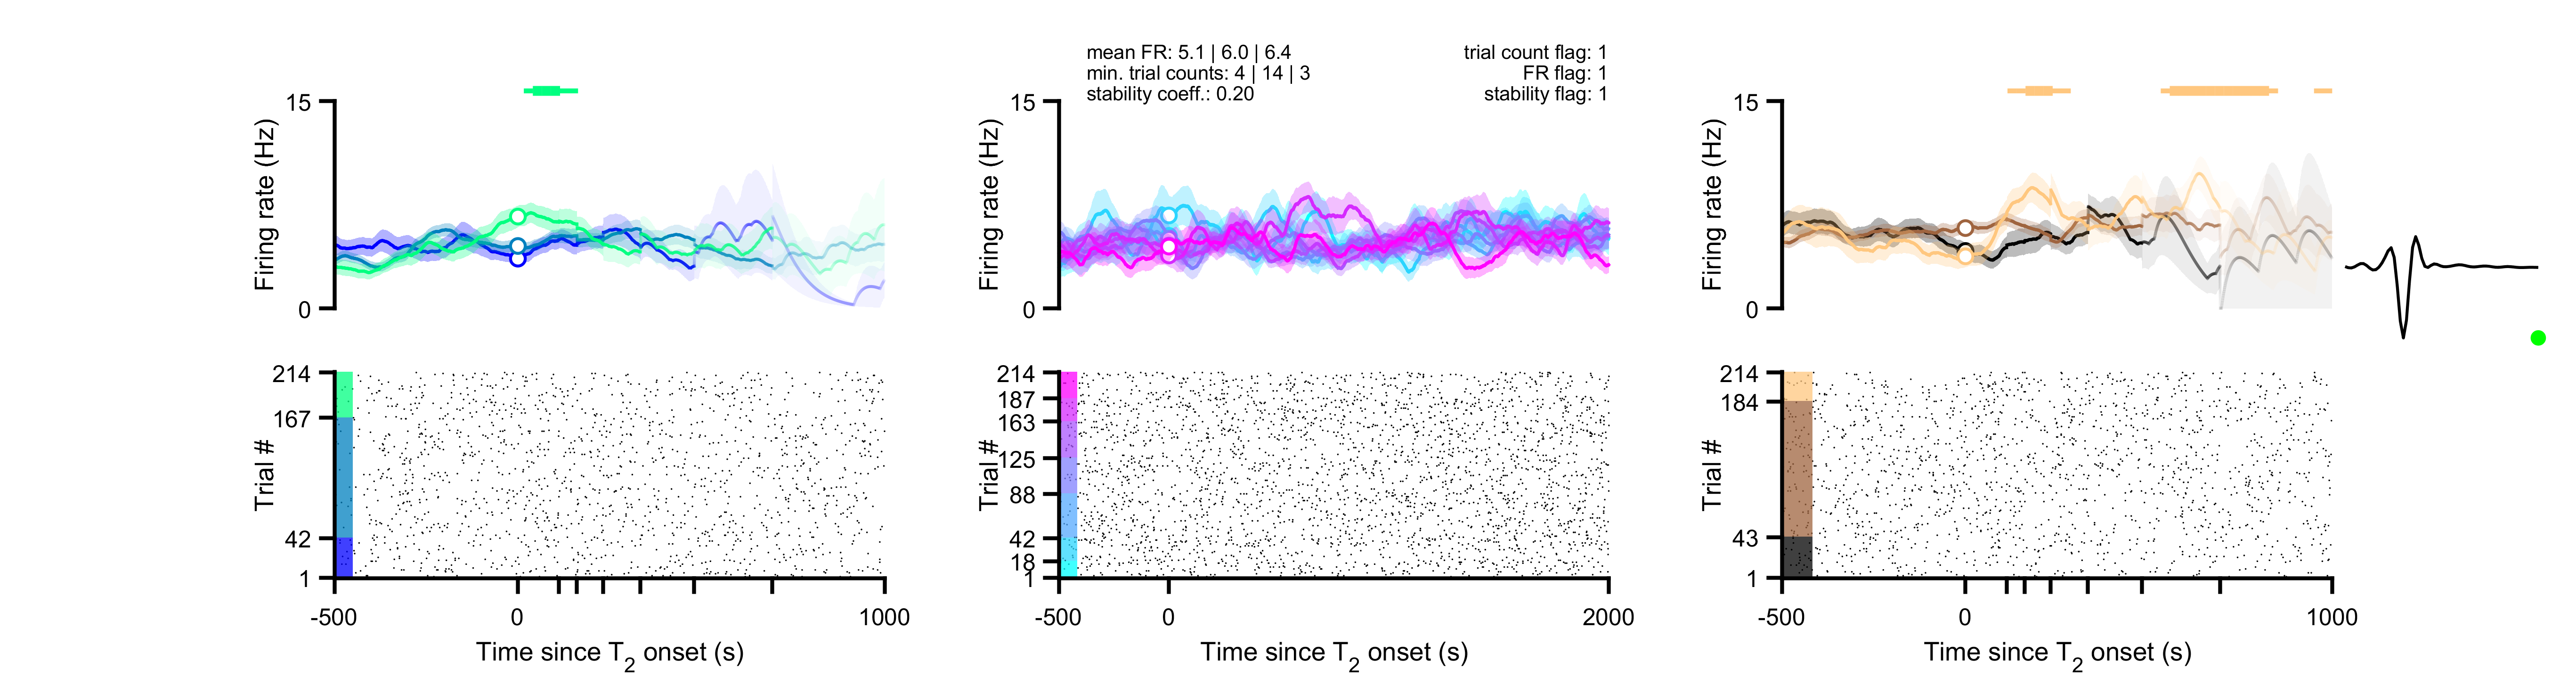 mean FR: 5.1 | 6.0 | 6.4
min. trial counts: 4 | 14 | 3
stability coeff.: 0.20
trial count flag: 1
FR flag: 1
stability flag: 1
15
Firing rate (Hz)
0
15
Firing rate (Hz)
0
15
Firing rate (Hz)
0
214
167
Trial #
42
1
-500
0
1000
Time since T2 onset (s)
214
187
163
Trial #
125
88
42
18
1
-500
0
2000
Time since T2 onset (s)
214
184
Trial #
43
1
-500
0
1000
Time since T2 onset (s)